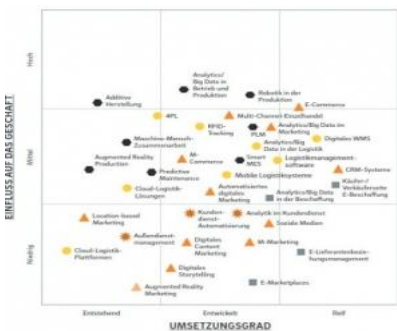 EINFLUSS AUF DAS GESCHÄFT
Hoch
Mittel
Niedrig
Analytics/
Big Data in
Betrieb und
Produktion
Robotik in der
Produktion
Additive
Herstellung
E-Commerce
4PL
Multi-Channel-Einzelhandel
RFID-
Tracking
PLM
Analytics/Big Data im
Marketing
Digitales WMS
Maschine-Mensch-
Zusammenarbeit
Analytics/Big
Data in der Logistik
Augmented Reality
Production
M-
Commerce
Smart
MES
Logistikmanagement-
software
Predictive
Maintenance
Mobile Logistiksysteme
CRM-Systeme
Käufer-/
Verkäuferseite
E-Beschaffung
Cloud-Logistik-
Lösungen
Automatisiertes
digitales Marketing
Analytics/Big Data
in der Beschaffung
Location-based
Marketing
Kunden-
dienst-
Automatisierung
Analytik im Kundendienst
Soziale Medien
Außendienst-
management
Digitales
Content
Marketing
M-Marketing
Cloud-Logistik-
Plattformen
E-Lieferantenbezie-
hungsmanagement
Digitales
Storytelling
E-Marketplaces
Augmented Reality
Marketing
Entstehend
Entwickelt
Reif
UMSETZUNGSGRAD